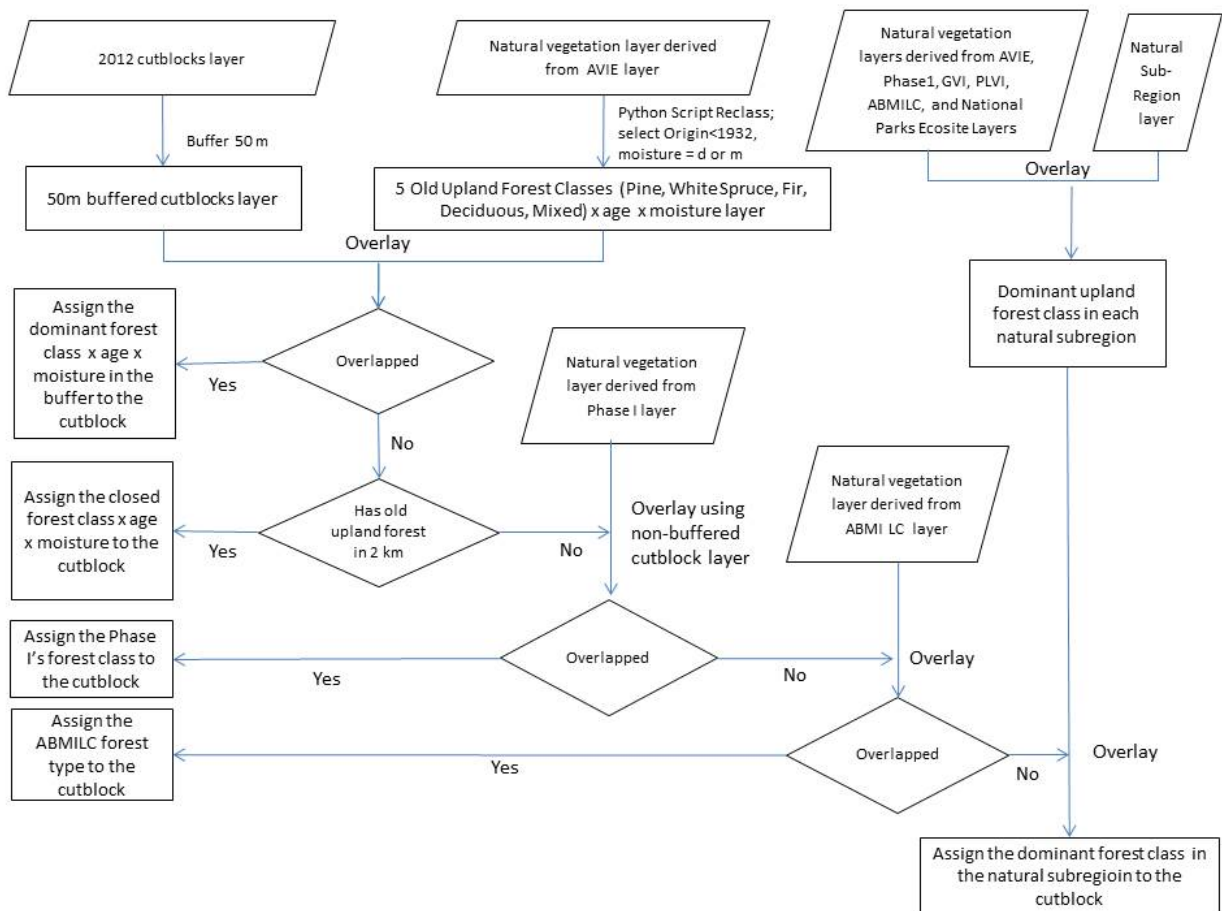 2012 cutblocks layer
Natural vegetation layer derived
from AVIE layer
Natural vegetation
layers derived from AVIE,
Phase1, GVI, PLVI,
ABMILC, and National
Parks Ecosite Layers
Natural
Sub-
Region
layer
Buffer 50 m
Python Script Reclass;
select Origin<1932,
moisture = d or m
Overlay
50m buffered cutblocks layer
5 Old Upland Forest Classes (Pine, White Spruce, Fir,
Deciduous, Mixed) x age x moisture layer
Overlay
Dominant upland
forest class in each
natural subregion
Assign the
dominant forest
class x age x
moisture in the
buffer to the
cutblock
Yes
Overlapped
No
Natural vegetation
layer derived from
Phase I layer
Assign the closed
forest class x age
x moisture to the
cutblock
Yes
Has old
upland forest
in 2 km
No
Overlay using
non-buffered
cutblock layer
Natural vegetation
layer derived from
ABMI LC layer
Assign the Phase
I's forest class to
the cutblock
Yes
Overlapped
No
Overlay
Assign the
ABMILC forest
type to the
cutblock
Yes
Overlapped
No
Overlay
Assign the dominant forest class in
the natural subregioin to the
cutblock